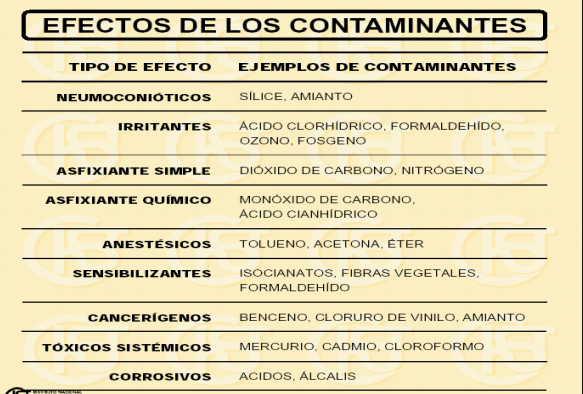 EFECTOS DE LOS CONTAMINANTES
TIPO DE EFECTO EJEMPLOS DE CONTAMINANTES
NEUMOCONIÓTICOS SÍLICE, AMIANTO
IRRITANTES ÁCIDO CLORHÍDRICO, FORMALDEHÍDO,
OZONO, FOSGENO
ASFIXIANTE SIMPLE DIÓXIDO DE CARBONO, NITRÓGENO
ASFIXIANTE QUÍMICO MONÓXIDO DE CARBONO,
ÁCIDO CIANHÍDRICO
ANESTÉSICOS TOLUENO, ACETONA, ÉTER
SENSIBILIZANTES ISOCIANATOS, FIBRAS VEGETALES,
FORMALDEHÍDO
CANCERÍGENOS BENCENO, CLORURO DE VINILO, AMIANTO
TÓXICOS SISTÉMICOS MERCURIO, CADMIO, CLOROFORMO
CORROSIVOS ACIDOS, ÁLCALIS
INSTITUTO NACIONAL